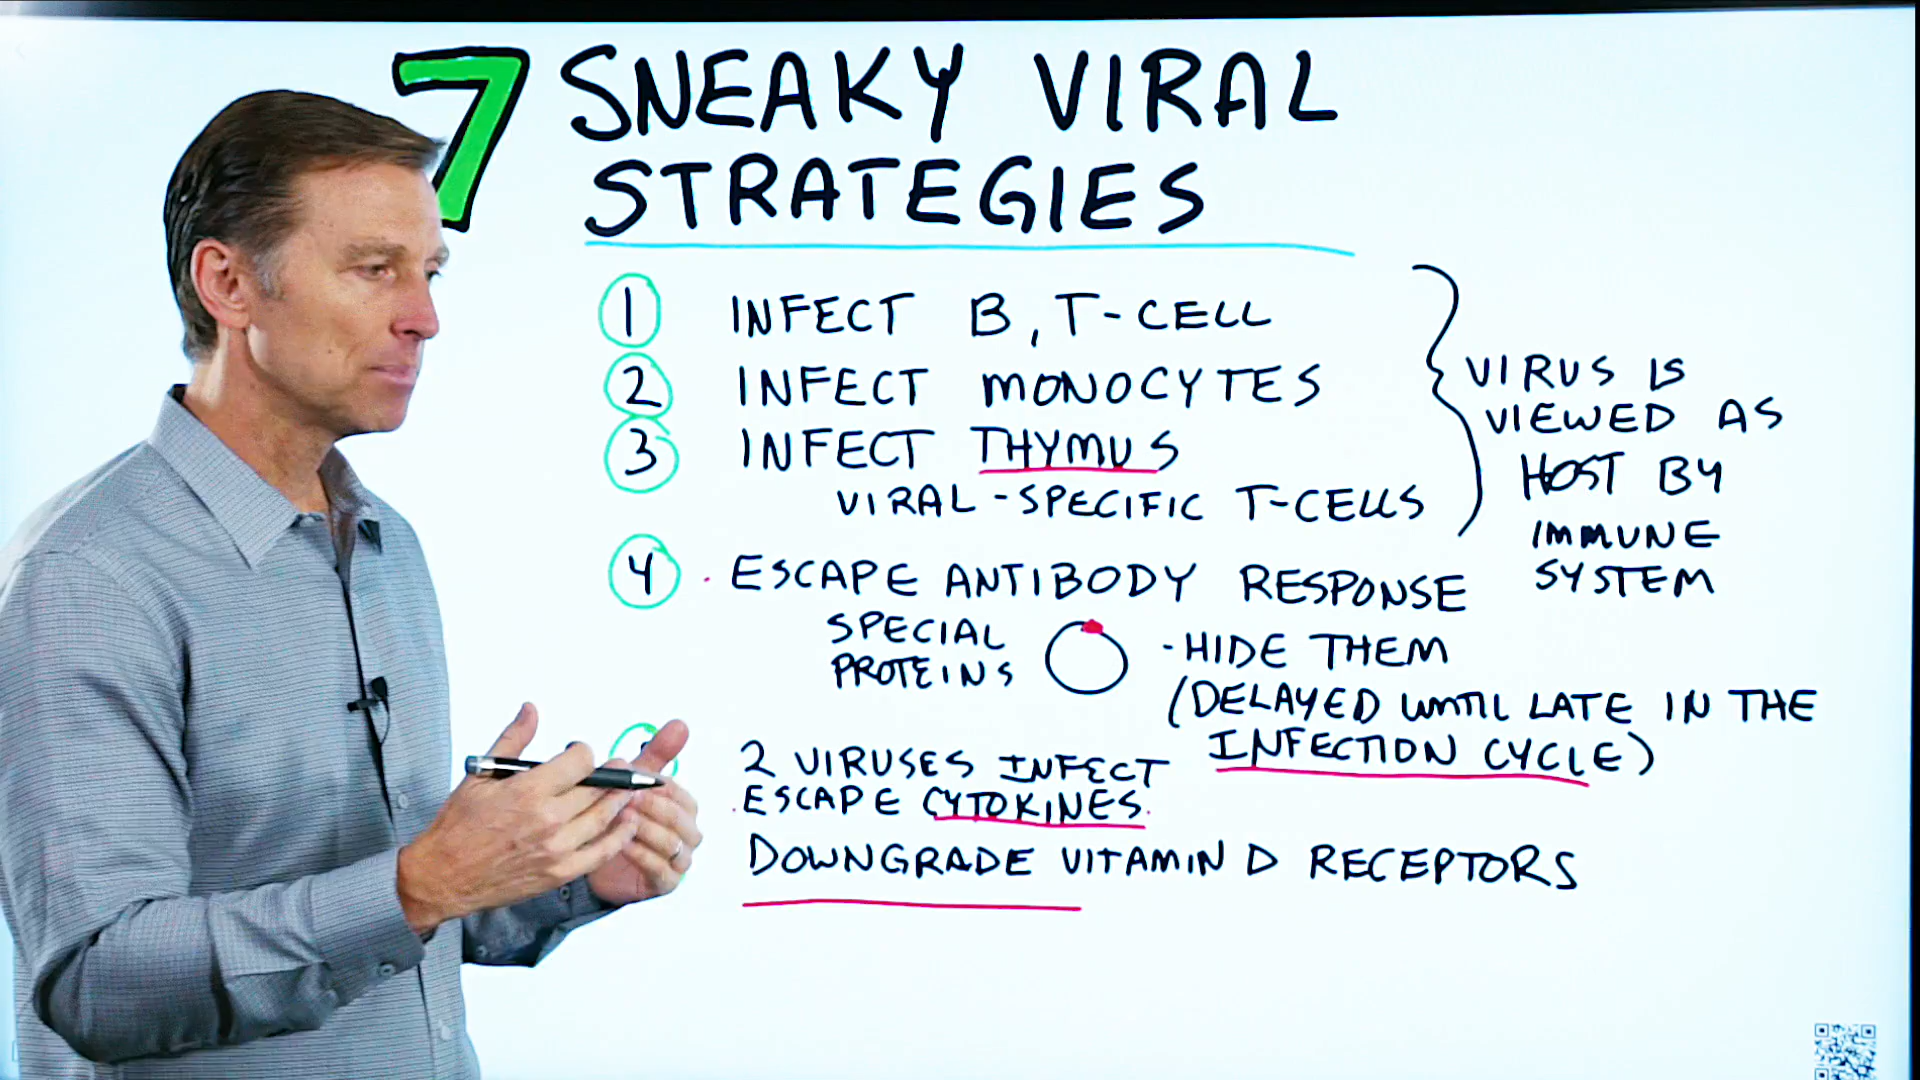 7 SNEAKY VIRAL
STRATEGIES
1 INFECT B, T-CELL
2 INFECT MONOCYTES
3 INFECT THYMUS
VIRAL-SPECIFIC T-CELLS
VIRUS IS
VIEWED AS
HOST BY
IMMUNE
SYSTEM
4 · ESCAPE ANTIBODY RESPONSE
SPECIAL
PROTEINS
- HIDE THEM
(DELAYED UNTIL LATE IN THE
INFECTION CYCLE)
2 VIRUSES INFECT
· ESCAPE CYTOKINES ·
DOWNGRADE VITAMIN D RECEPTORS